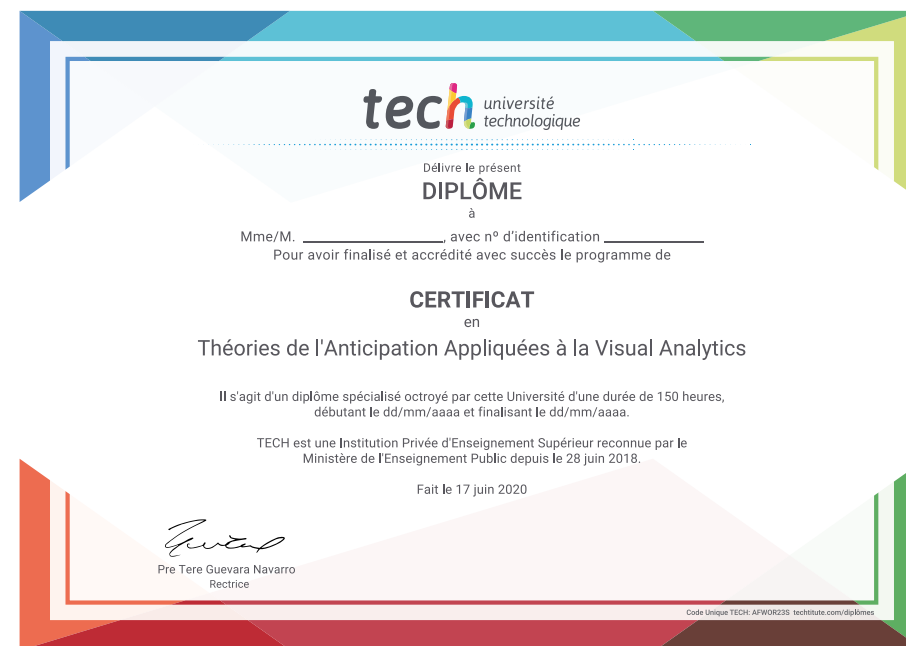 tech université
technologique
Délivre le présent
DIPLÔME
à
Mme/M. ____________________, avec nº d'identification ______________
Pour avoir finalisé et accrédité avec succès le programme de
CERTIFICAT
en
Théories de l'Anticipation Appliquées à la Visual Analytics
Il s'agit d'un diplôme spécialisé octroyé par cette Université d'une durée de 150 heures,
débutant le dd/mm/aaaa et finalisant le dd/mm/aaaa.
TECH est une Institution Privée d'Enseignement Supérieur reconnue par le
Ministère de l'Enseignement Public depuis le 28 juin 2018.
Fait le 17 juin 2020
Pre Tere Guevara Navarro
Rectrice
Code Unique TECH: AFWOR23S techtitute.com/diplômes